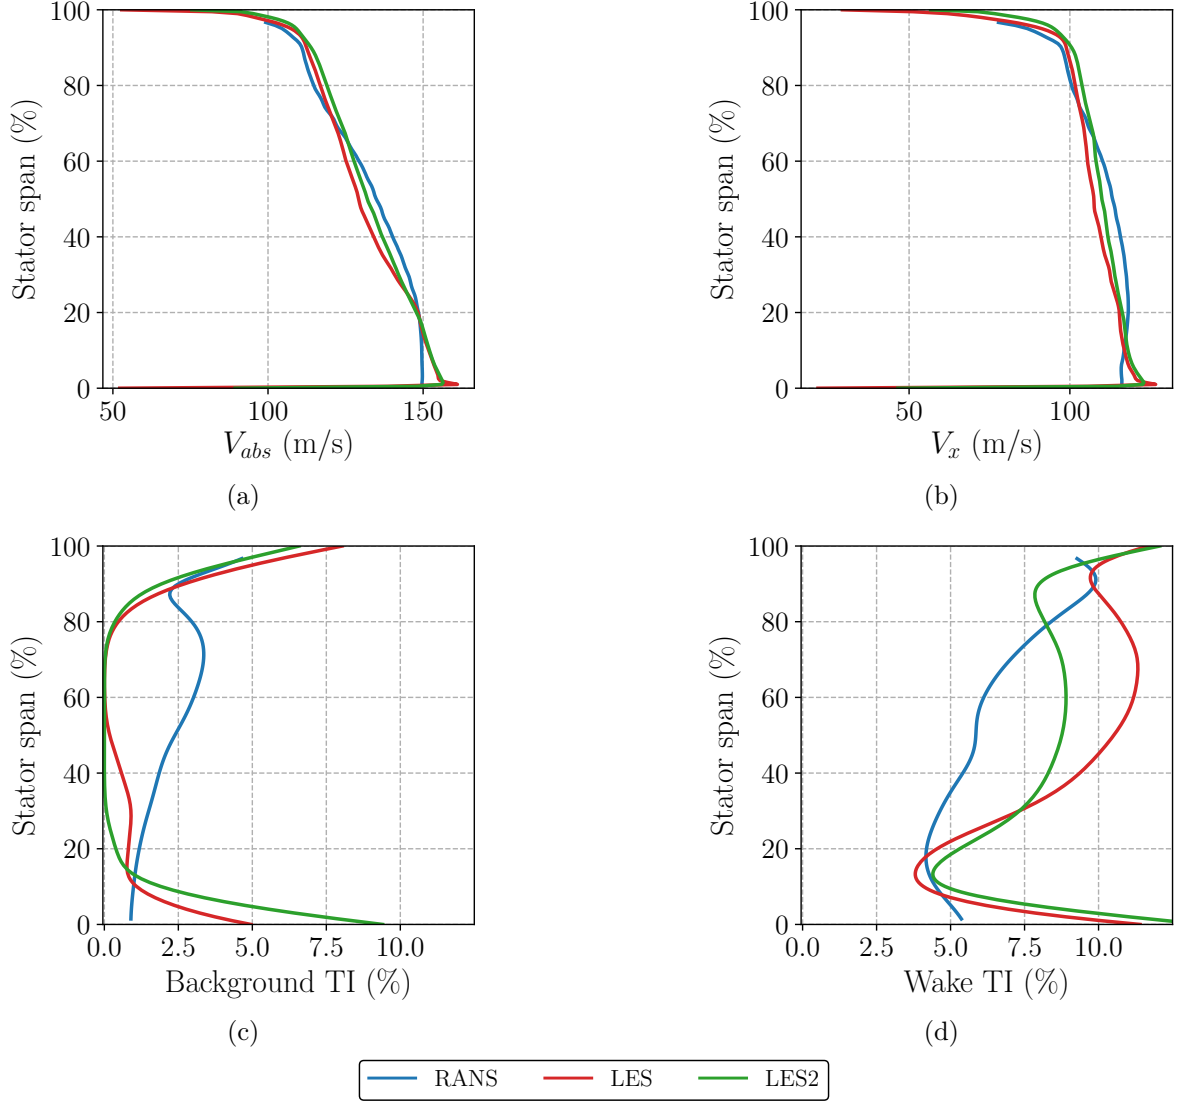 100
80
60
40
20
0
Stator span (%)
50
100
150
V_abs (m/s)
(a)
100
80
60
40
20
0
Stator span (%)
50
100
V_x (m/s)
(b)
100
80
60
40
20
0
Stator span (%)
0.0
2.5
5.0
7.5
10.0
Background TI (%)
(c)
100
80
60
40
20
0
Stator span (%)
0.0
2.5
5.0
7.5
10.0
Wake TI (%)
(d)
RANS
LES
LES2